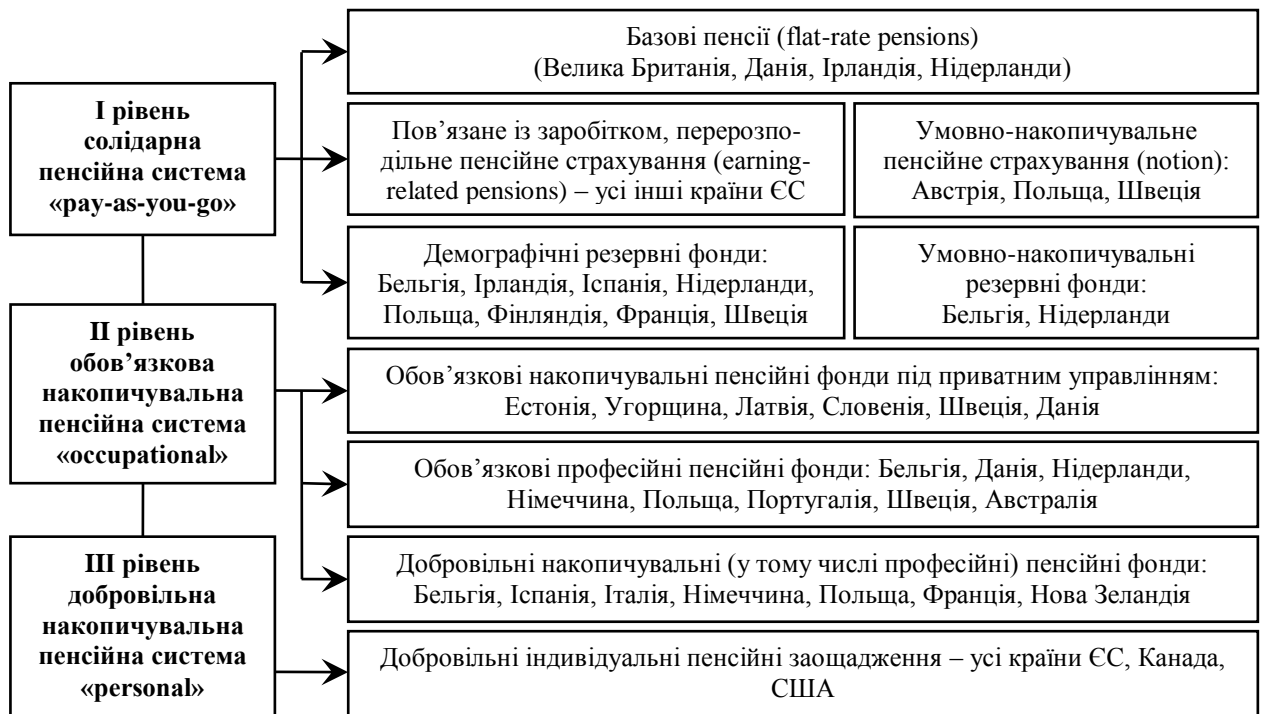 Базові пенсії (flat-rate pensions)
(Велика Британія, Данія, Ірландія, Нідерланди)
І рівень
солідарна
пенсійна система
«pay-as-you-go»
Пов’язане із заробітком, перерозпо-
дільне пенсійне страхування (earning-
related pensions) – усі інші країни ЄС
Умовно-накопичувальне
пенсійне страхування (notion):
Австрія, Польща, Швеція
Демографічні резервні фонди:
Бельгія, Ірландія, Іспанія, Нідерланди,
Польща, Фінляндія, Франція, Швеція
Умовно-накопичувальні
резервні фонди:
Бельгія, Нідерланди
ІІ рівень
обов’язкова
накопичувальна
пенсійна система
«occupational»
Обов’язкові накопичувальні пенсійні фонди під приватним управлінням:
Естонія, Угорщина, Латвія, Словенія, Швеція, Данія
Обов’язкові професійні пенсійні фонди: Бельгія, Данія, Нідерланди,
Німеччина, Польща, Португалія, Швеція, Австралія
ІІІ рівень
добровільна
накопичувальна
пенсійна система
«personal»
Добровільні накопичувальні (у тому числі професійні) пенсійні фонди:
Бельгія, Іспанія, Італія, Німеччина, Польща, Франція, Нова Зеландія
Добровільні індивідуальні пенсійні заощадження – усі країни ЄС, Канада,
США